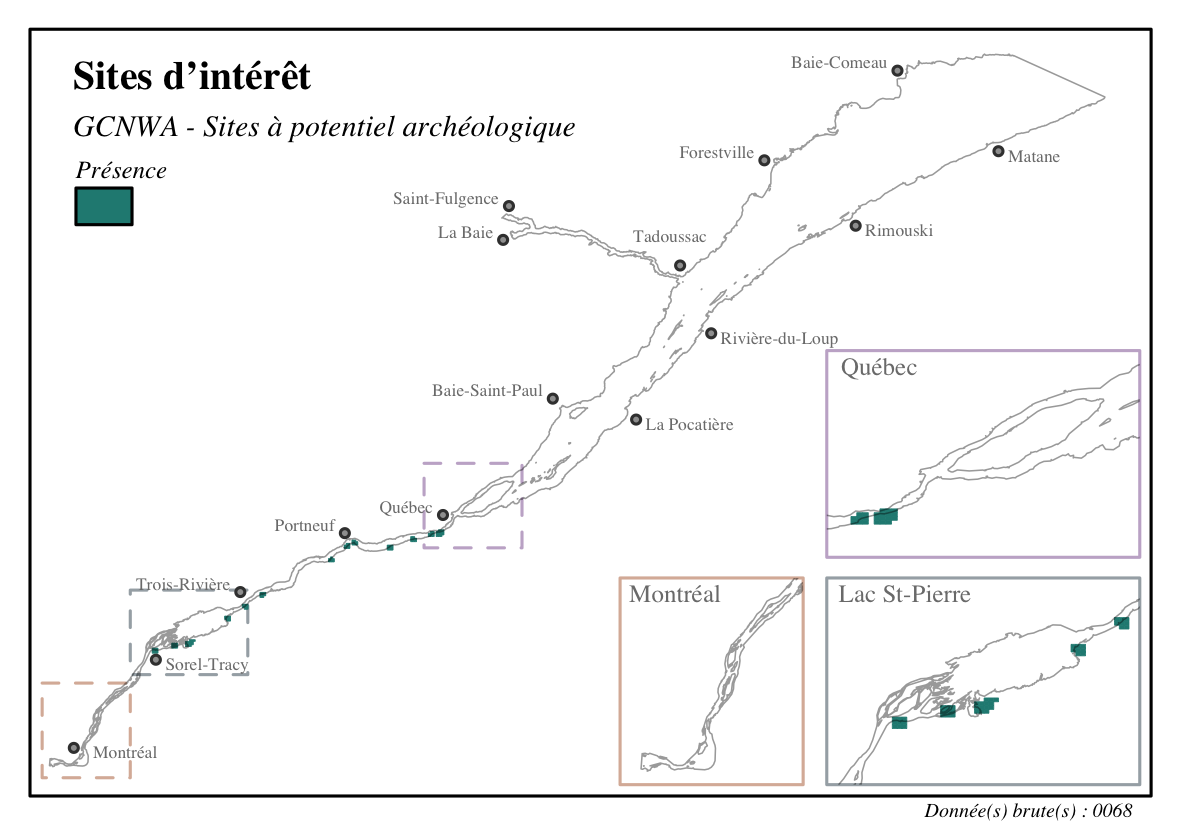 Sites d’intérêt
GCNWA - Sites à potentiel archéologique
Présence
Baie-Comeau
Forestville
Matane
Saint-Fulgence
La Baie
Tadoussac
Rimouski
Rivière-du-Loup
Baie-Saint-Paul
La Pocatière
Québec
Portneuf
Trois-Rivière
Sorel-Tracy
Montréal
Québec
Montréal
Lac St-Pierre
Donnée(s) brute(s) : 0068